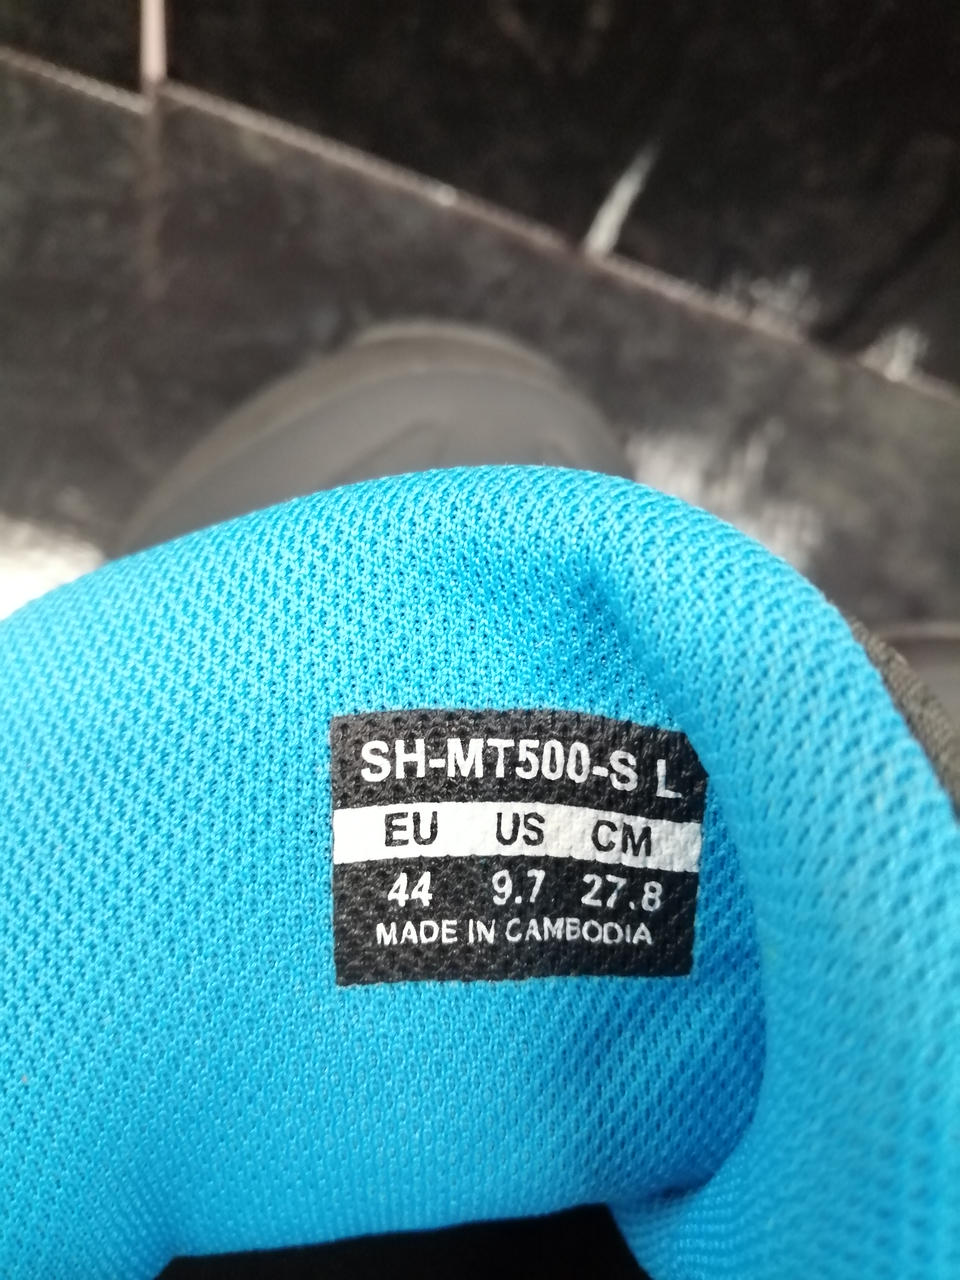 SH-MT500-S L
EU US CM
44 9.7 27.8
MADE IN CAMBODIA